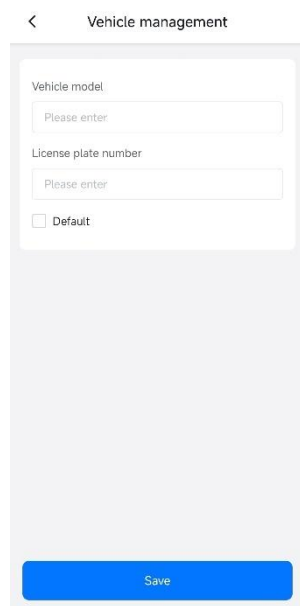 Vehicle management
Vehicle model
Please enter
License plate number
Please enter
Default
Save